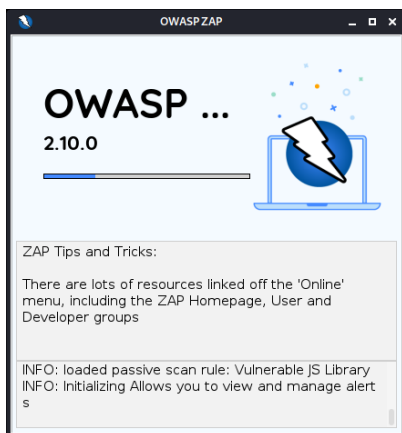 OWASP ZAP
OWASP ...
2.10.0
ZAP Tips and Tricks:
There are lots of resources linked off the 'Online'
menu, including the ZAP Homepage, User and
Developer groups
INFO: loaded passive scan rule: Vulnerable JS Library
INFO: Initializing Allows you to view and manage alert
s